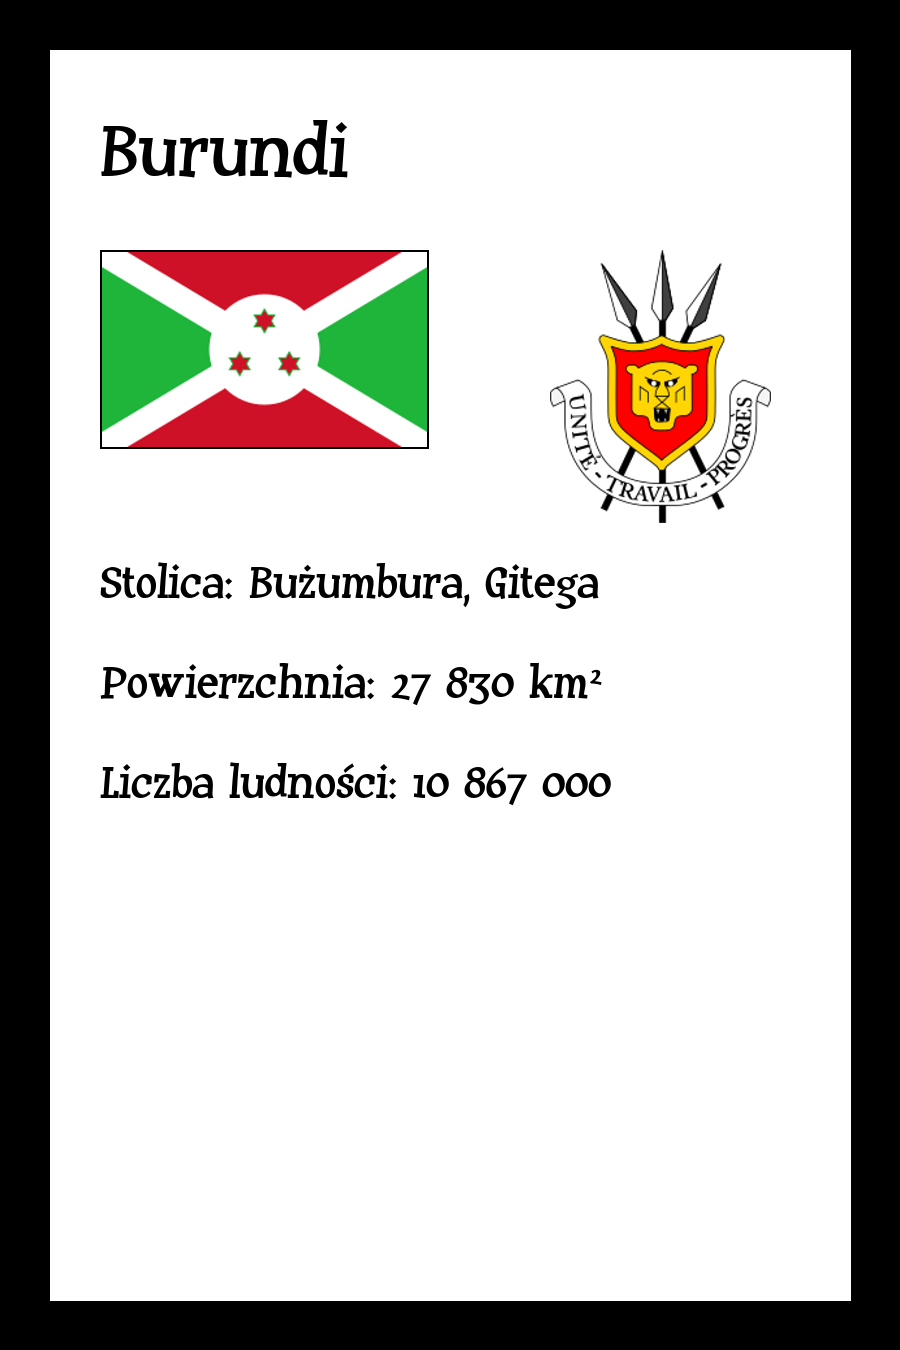 Burundi
UNITÉ - TRAVAIL - PROGRÈS
Stolica: Bużumbura, Gitega
Powierzchnia: 27 830 km²
Liczba ludności: 10 867 000